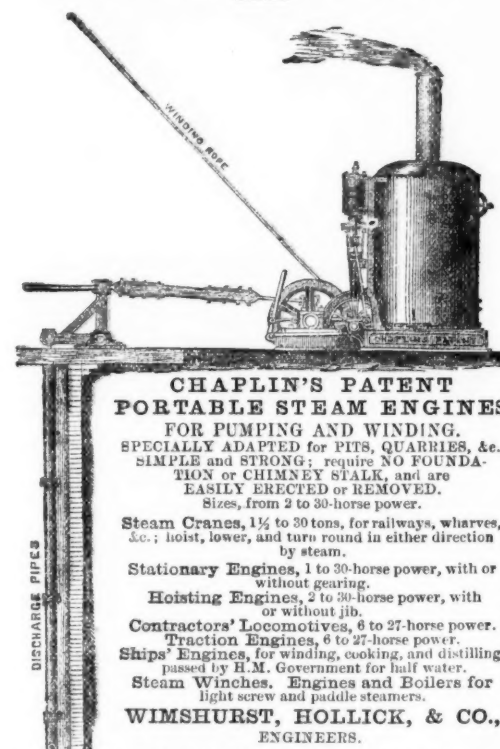 WINDING ROPE
CHAPLINS PATENT
DISCHARGE PIPES
CHAPLIN'S PATENT
PORTABLE STEAM ENGINES
FOR PUMPING AND WINDING.
SPECIALLY ADAPTED for PITS, QUARRIES, &c.
SIMPLE and STRONG; require NO FOUNDA-
TION or CHIMNEY STALK, and are
EASILY ERECTED or REMOVED.
Sizes, from 2 to 30-horse power.
Steam Cranes, 1½ to 30 tons, for railways, wharves,
&c.; hoist, lower, and turn round in either direction
by steam.
Stationary Engines, 1 to 30-horse power, with or
without gearing.
Hoisting Engines, 2 to 30-horse power, with
or without jib.
Contractors' Locomotives, 6 to 27-horse power.
Traction Engines, 6 to 27-horse power.
Ships' Engines, for winding, cooking, and distilling
passed by H.M. Government for half water.
Steam Winches. Engines and Boilers for
light screw and paddle steamers.
WIMSHURST, HOLLICK, & CO.,
ENGINEERS.